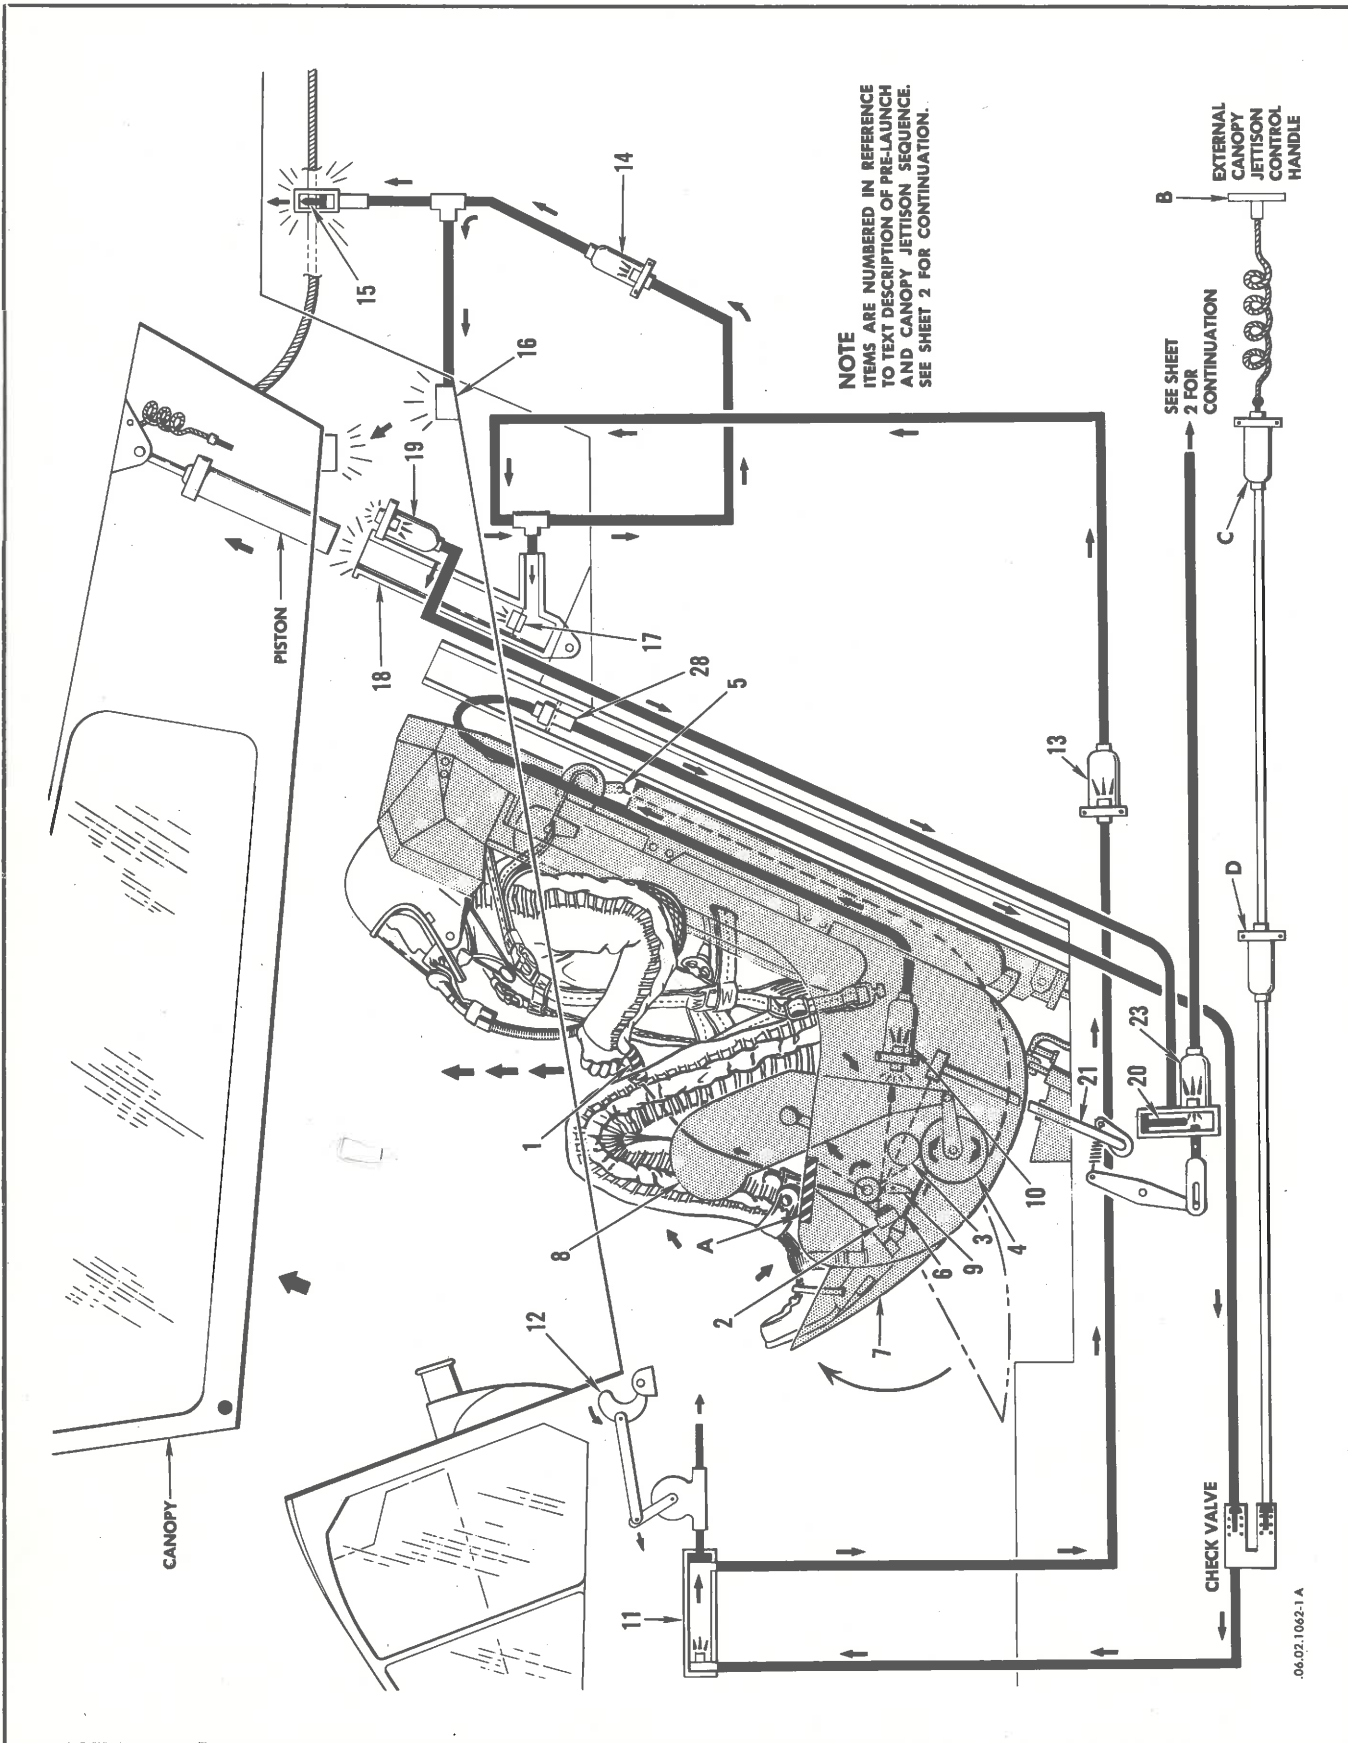 CANOPY
PISTON
NOTE
ITEMS ARE NUMBERED IN REFERENCE
TO TEXT DESCRIPTION OF PRE-LAUNCH
AND CANOPY JETTISON SEQUENCE.
SEE SHEET 2 FOR CONTINUATION.
SEE SHEET
2 FOR
CONTINUATION
EXTERNAL
CANOPY
JETTISON
CONTROL
HANDLE
CHECK VALVE
11
12
8
A
2
7
6
9
3
4
10
1
5
28
17
18
19
16
15
14
13
21
20
23
D
C
B
.06.02.1062-1 A